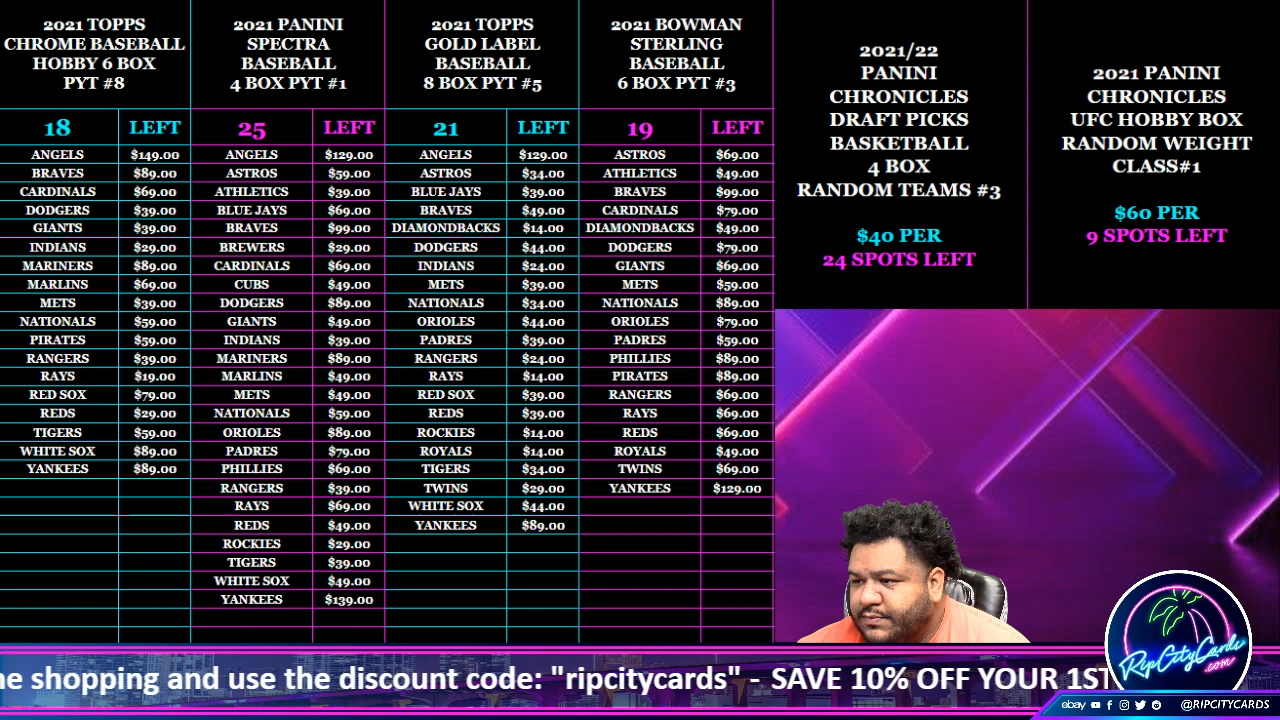 2021 TOPPS
CHROME BASEBALL
HOBBY 6 BOX
PYT #8
18 LEFT
ANGELS $149.00
BRAVES $89.00
CARDINALS $69.00
DODGERS $39.00
GIANTS $39.00
INDIANS $29.00
MARINERS $89.00
MARLINS $69.00
METS $39.00
NATIONALS $59.00
PIRATES $59.00
RANGERS $39.00
RAYS $19.00
RED SOX $79.00
REDS $29.00
TIGERS $59.00
WHITE SOX $89.00
YANKEES $89.00
2021 PANINI
SPECTRA
BASEBALL
4 BOX PYT #1
25 LEFT
ANGELS $129.00
ASTROS $59.00
ATHLETICS $39.00
BLUE JAYS $69.00
BRAVES $99.00
BREWERS $29.00
CARDINALS $69.00
CUBS $49.00
DODGERS $89.00
GIANTS $49.00
INDIANS $39.00
MARINERS $89.00
MARLINS $49.00
METS $49.00
NATIONALS $59.00
ORIOLES $89.00
PADRES $79.00
PHILLIES $69.00
RANGERS $39.00
RAYS $69.00
REDS $49.00
ROCKIES $29.00
TIGERS $39.00
WHITE SOX $49.00
YANKEES $139.00
2021 TOPPS
GOLD LABEL
BASEBALL
8 BOX PYT #5
21 LEFT
ANGELS $129.00
ASTROS $34.00
BLUE JAYS $39.00
BRAVES $49.00
DIAMONDBACKS $14.00
DODGERS $44.00
INDIANS $24.00
METS $39.00
NATIONALS $34.00
ORIOLES $44.00
PADRES $39.00
RANGERS $24.00
RAYS $14.00
RED SOX $39.00
REDS $39.00
ROCKIES $14.00
ROYALS $14.00
TIGERS $34.00
TWINS $29.00
WHITE SOX $44.00
YANKEES $89.00
2021 BOWMAN
STERLING
BASEBALL
6 BOX PYT #3
19 LEFT
ASTROS $69.00
ATHLETICS $49.00
BRAVES $99.00
CARDINALS $79.00
DIAMONDBACKS $49.00
DODGERS $79.00
GIANTS $69.00
METS $59.00
NATIONALS $89.00
ORIOLES $79.00
PADRES $59.00
PHILLIES $89.00
PIRATES $89.00
RANGERS $69.00
RAYS $69.00
REDS $69.00
ROYALS $49.00
TWINS $69.00
YANKEES $129.00
2021/22
PANINI
CHRONICLES
DRAFT PICKS
BASKETBALL
4 BOX
RANDOM TEAMS #3
$40 PER
24 SPOTS LEFT
2021 PANINI
CHRONICLES
UFC HOBBY BOX
RANDOM WEIGHT
CLASS#1
$60 PER
9 SPOTS LEFT
e shopping and use the discount code: "ripcitycards" - SAVE 10% OFF YOUR 1ST
RipCityCards
.com
ebay @RIPCITYCARDS